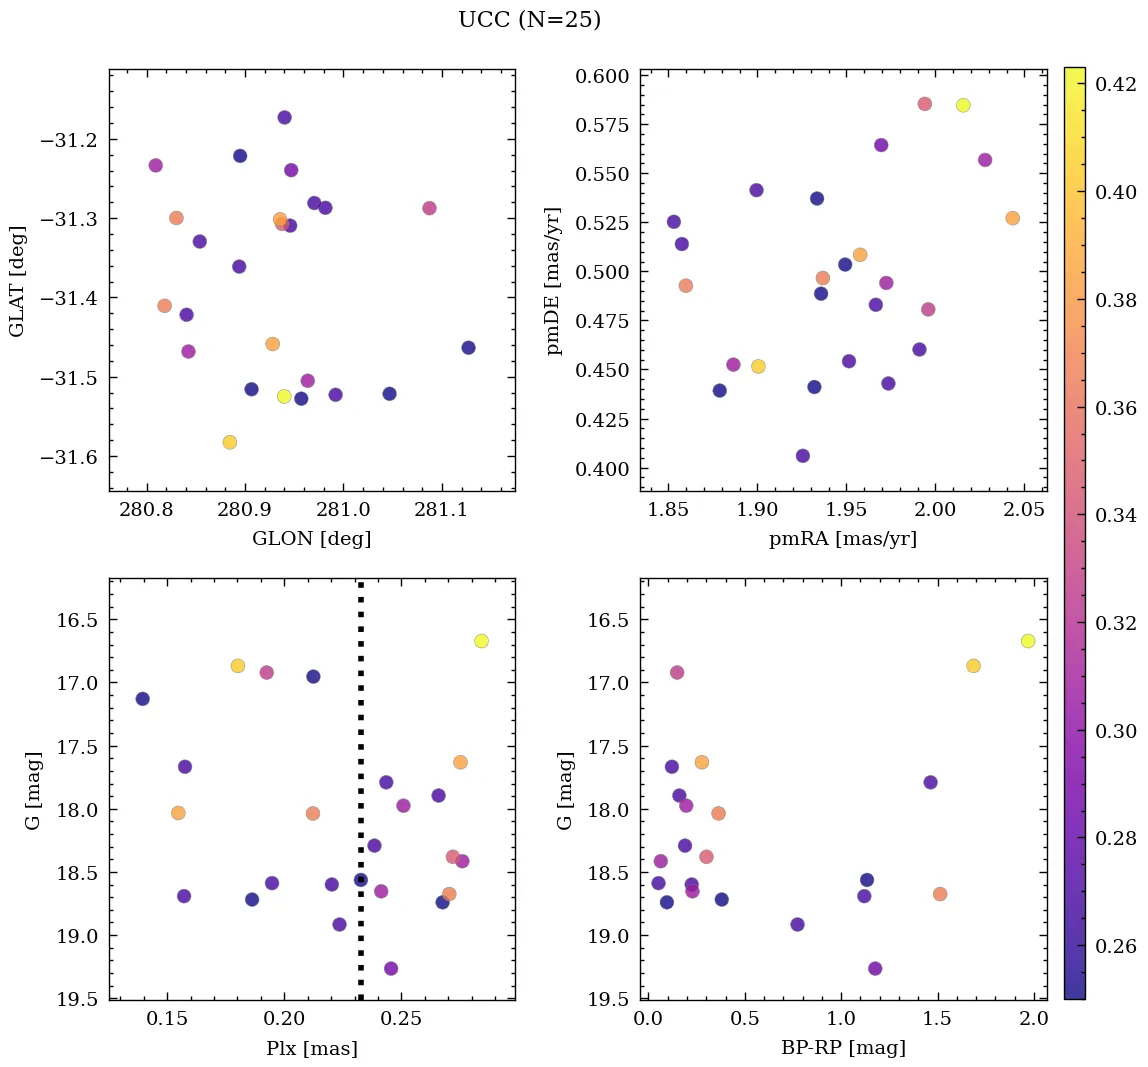 UCC (N=25)
−31.2
−31.3
−31.4
−31.5
−31.6
GLAT [deg]
280.8 280.9 281.0 281.1
GLON [deg]
0.600
0.575
0.550
0.525
0.500
0.475
0.450
0.425
0.400
pmDE [mas/yr]
1.85 1.90 1.95 2.00 2.05
pmRA [mas/yr]
16.5
17.0
17.5
18.0
18.5
19.0
19.5
G [mag]
0.15 0.20 0.25
Plx [mas]
16.5
17.0
17.5
18.0
18.5
19.0
19.5
G [mag]
0.0 0.5 1.0 1.5 2.0
BP-RP [mag]
0.42
0.40
0.38
0.36
0.34
0.32
0.30
0.28
0.26